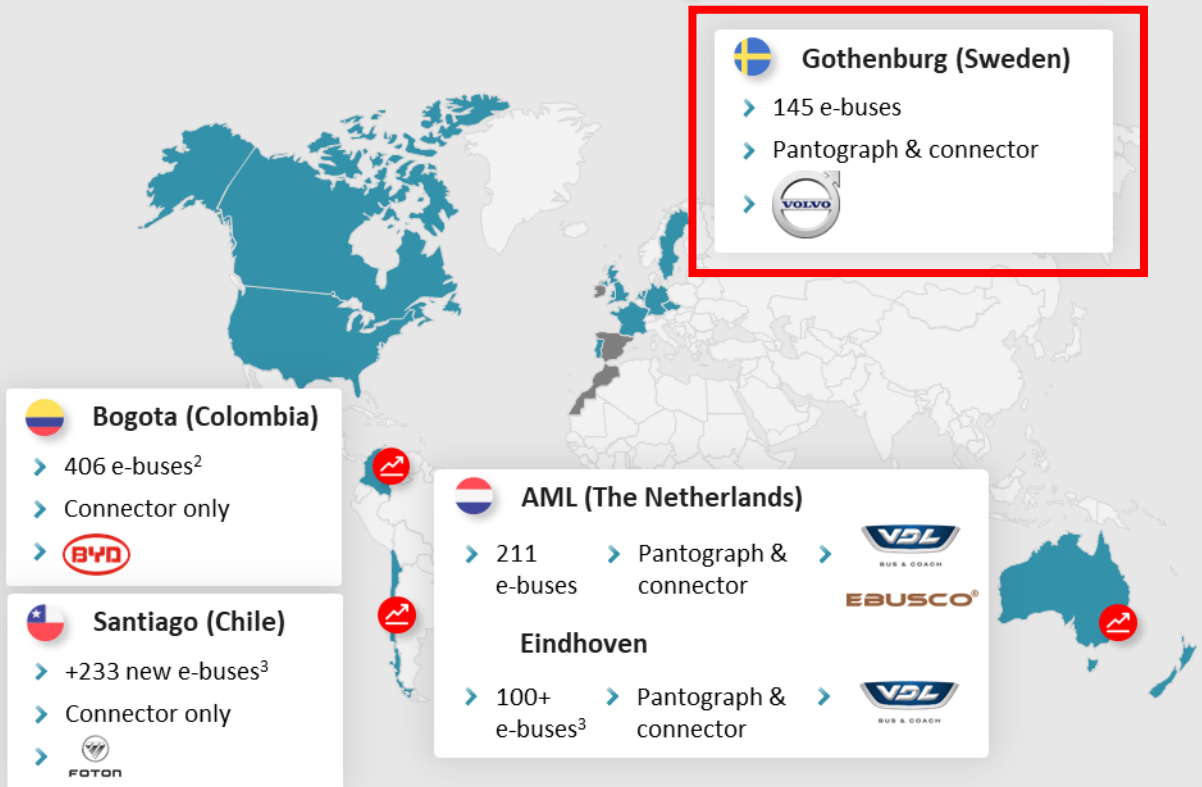 Gothenburg (Sweden)
145 e-buses
Pantograph & connector
VOLVO
Bogota (Colombia)
406 e-buses²
Connector only
BYD
Santiago (Chile)
+233 new e-buses³
Connector only
FOTON
AML (The Netherlands)
211
e-buses
Pantograph &
connector
VDL
BUS & COACH
EBUSCO®
Eindhoven
100+
e-buses³
Pantograph &
connector
VDL
BUS & COACH